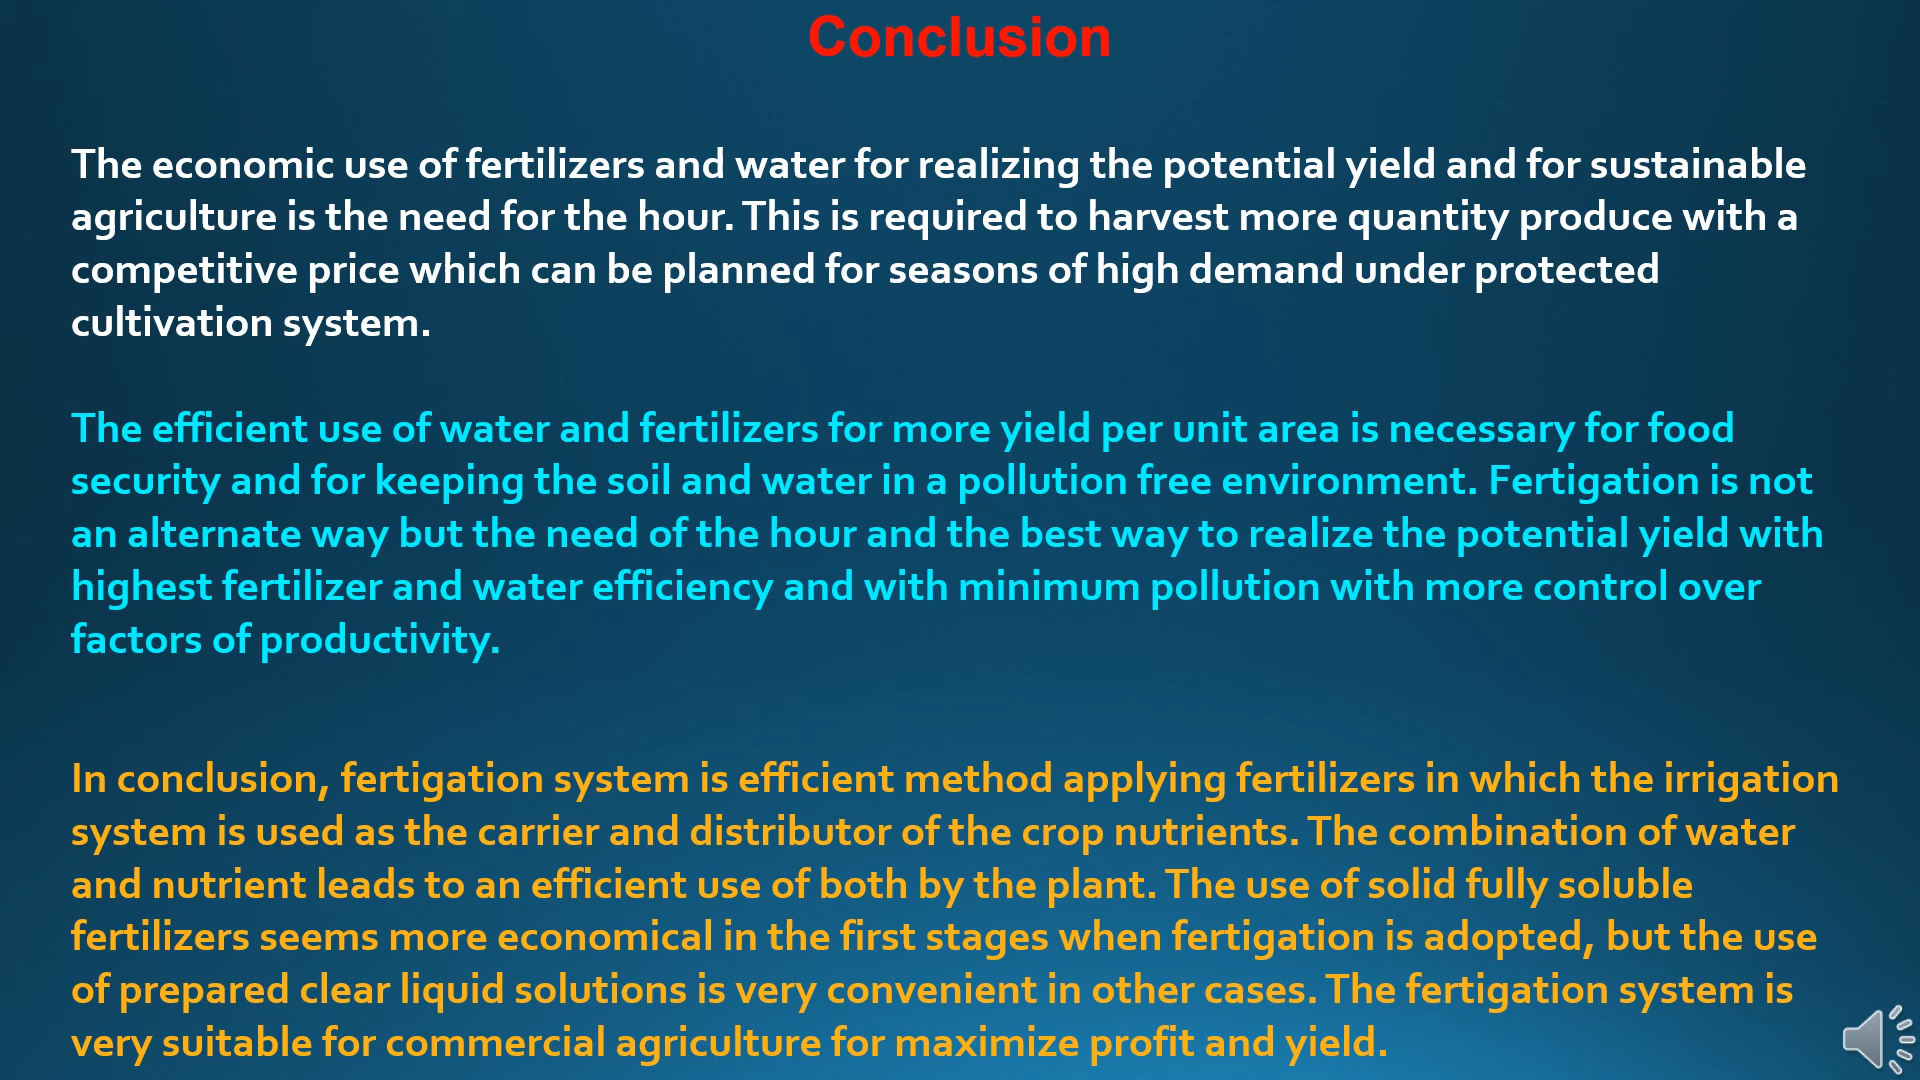 Conclusion
The economic use of fertilizers and water for realizing the potential yield and for sustainable
agriculture is the need for the hour. This is required to harvest more quantity produce with a
competitive price which can be planned for seasons of high demand under protected
cultivation system.
The efficient use of water and fertilizers for more yield per unit area is necessary for food
security and for keeping the soil and water in a pollution free environment. Fertigation is not
an alternate way but the need of the hour and the best way to realize the potential yield with
highest fertilizer and water efficiency and with minimum pollution with more control over
factors of productivity.
In conclusion, fertigation system is efficient method applying fertilizers in which the irrigation
system is used as the carrier and distributor of the crop nutrients. The combination of water
and nutrient leads to an efficient use of both by the plant. The use of solid fully soluble
fertilizers seems more economical in the first stages when fertigation is adopted, but the use
of prepared clear liquid solutions is very convenient in other cases. The fertigation system is
very suitable for commercial agriculture for maximize profit and yield.